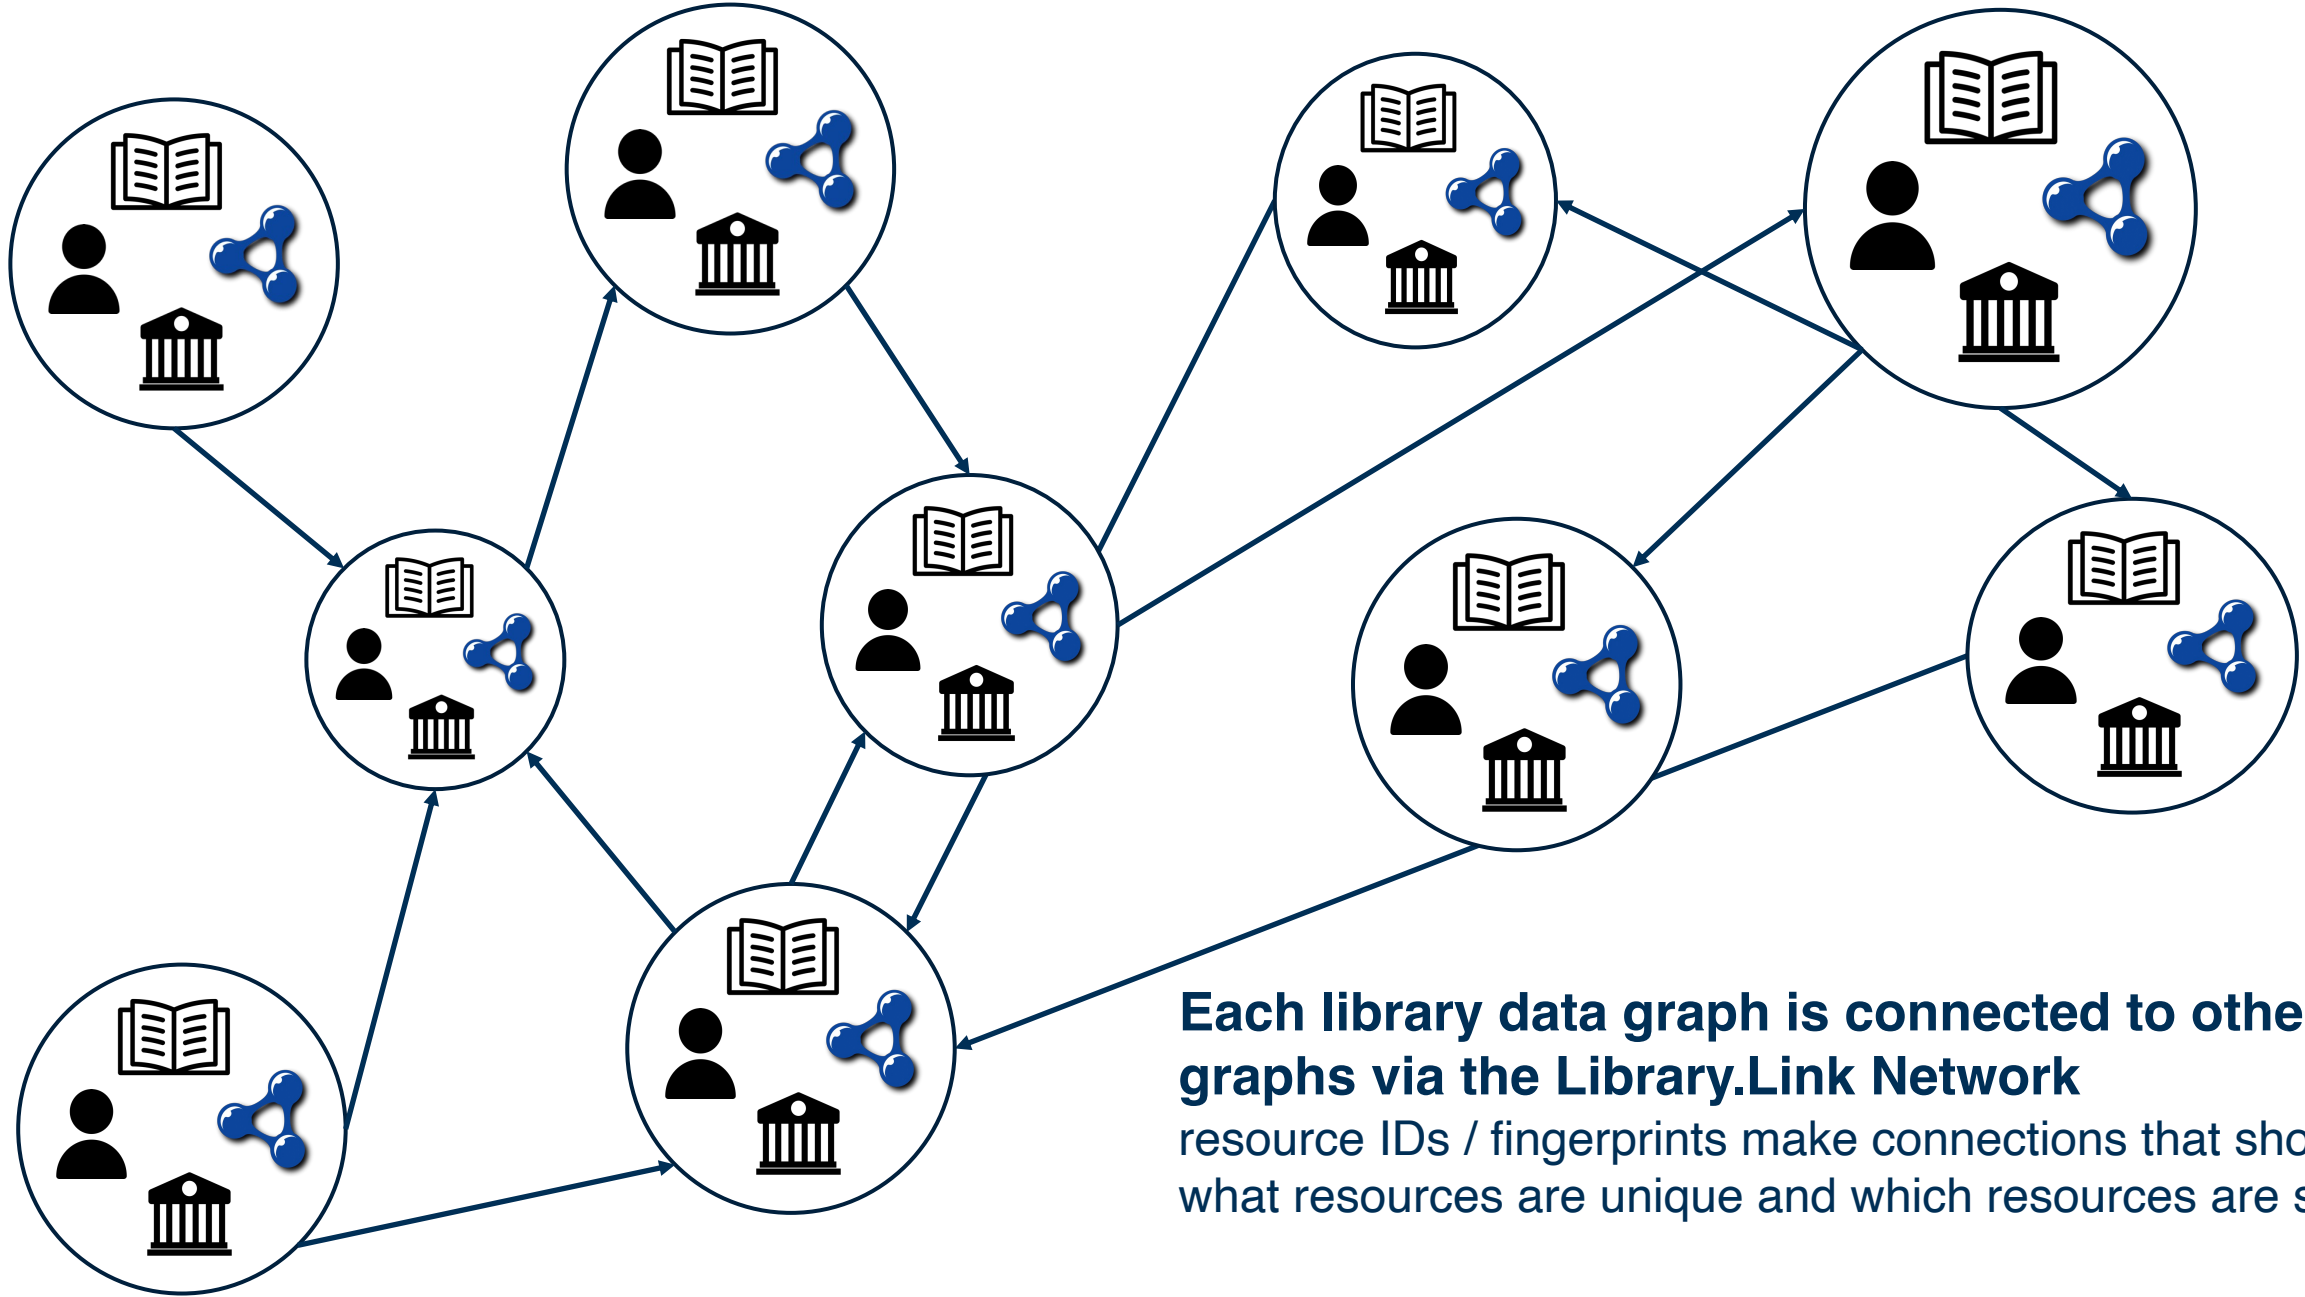 Each library data graph is connected to othe
graphs via the Library.Link Network
resource IDs / fingerprints make connections that sho
what resources are unique and which resources are s